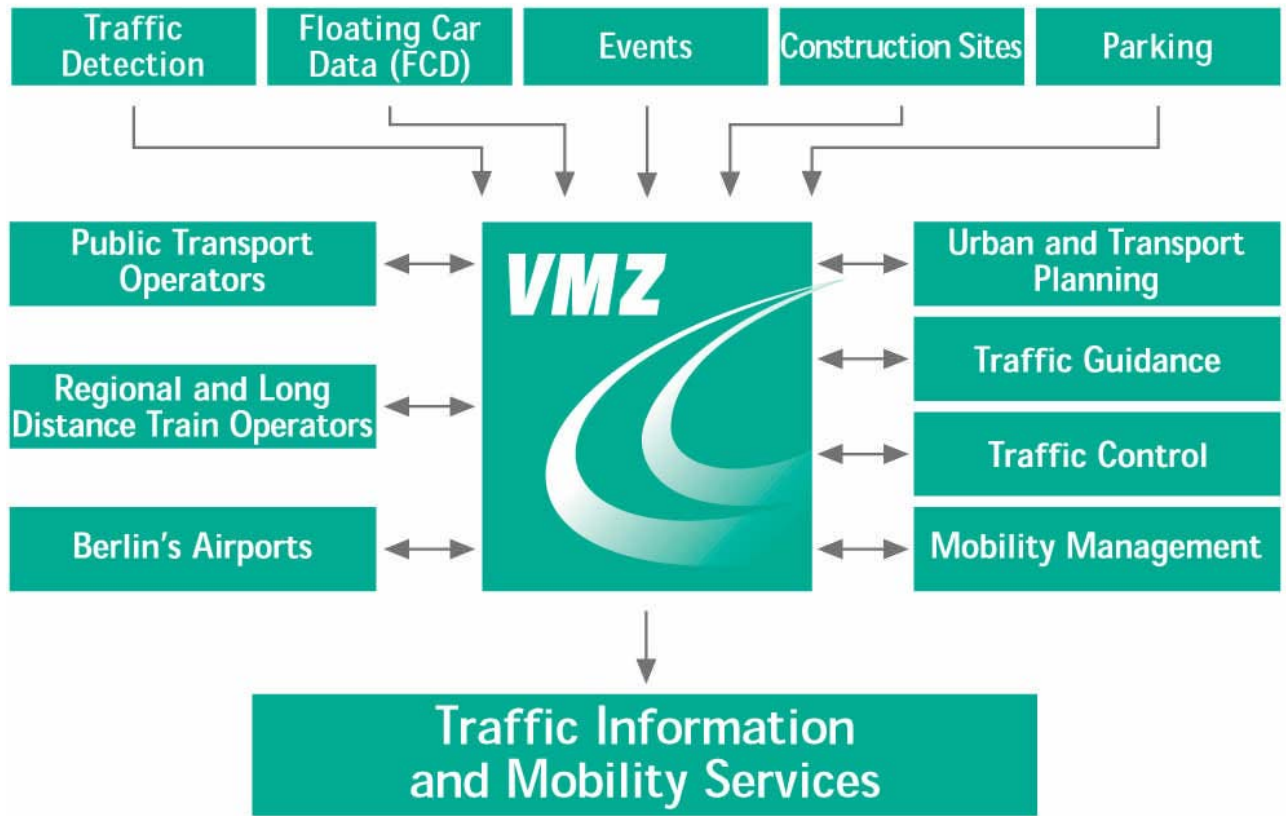 Traffic
Detection
Floating Car
Data (FCD)
Events
Construction Sites
Parking
Public Transport
Operators
Regional and Long
Distance Train Operators
Berlin's Airports
VMZ
Urban and Transport
Planning
Traffic Guidance
Traffic Control
Mobility Management
Traffic Information
and Mobility Services